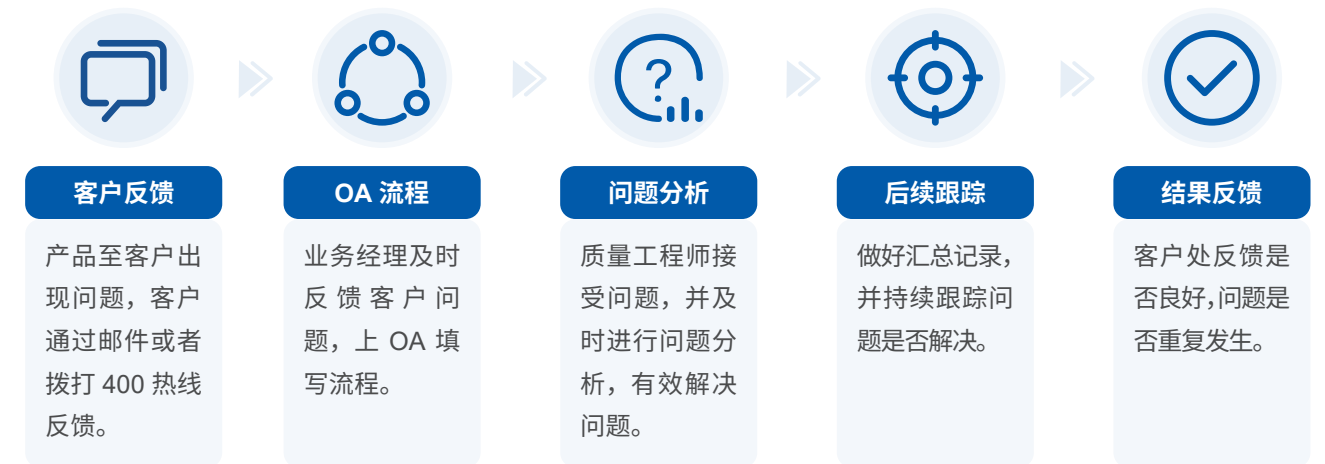 客户反馈
产品至客户出
现问题，客户
通过邮件或者
拨打 400 热线
反馈。
OA 流程
业务经理及时
反馈客户问
题，上 OA 填
写流程。
问题分析
质量工程师接
受问题，并及
时进行问题分
析，有效解决
问题。
后续跟踪
做好汇总记录，
并持续跟踪问
题是否解决。
结果反馈
客户处反馈是
否良好，问题是
否重复发生。